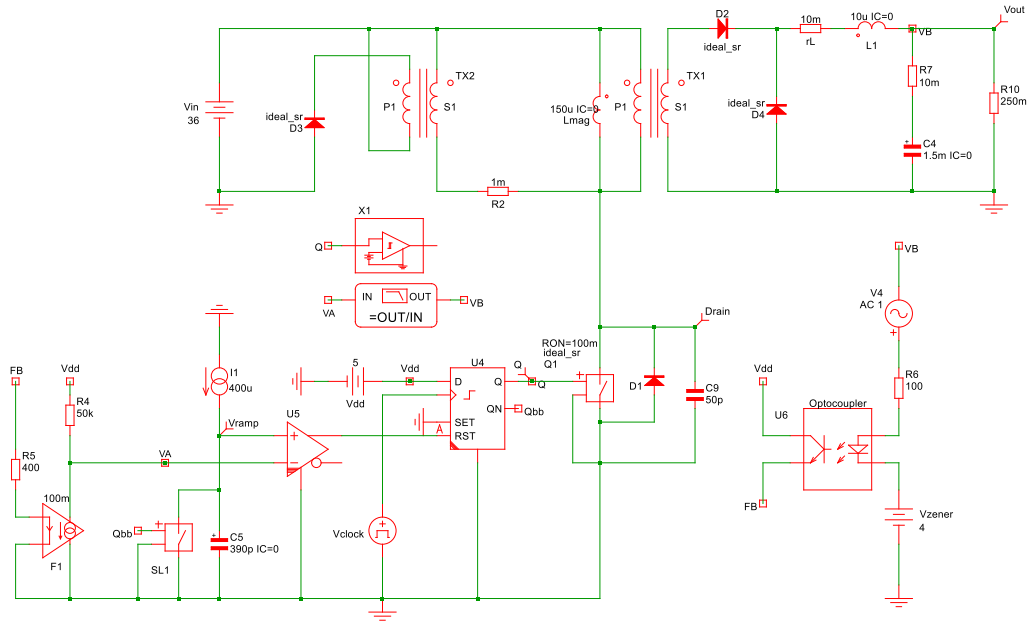 Vout
D2
ideal_sr
10m
rL
10u IC=0
L1
VB
R7
10m
R10
250m
C4
1.5m IC=0
TX2
P1
S1
TX1
P1
S1
150u IC=0
Lmag
ideal_sr
D4
Vin
36
ideal_sr
D3
1m
R2
X1
Q
VA
IN
OUT
=OUT/IN
VB
VB
V4
AC 1
R6
100
Drain
RON=100m
ideal_sr
Q1
D1
C9
50p
FB
Vdd
R4
50k
I1
400u
Vramp
5
Vdd
Vdd
U4
D
Q
QN
SET
RST
A
Q
Q
Qbb
U5
VA
R5
400
100m
F1
Qbb
SL1
C5
390p IC=0
Vclock
Vdd
U6
Optocoupler
FB
Vzener
4